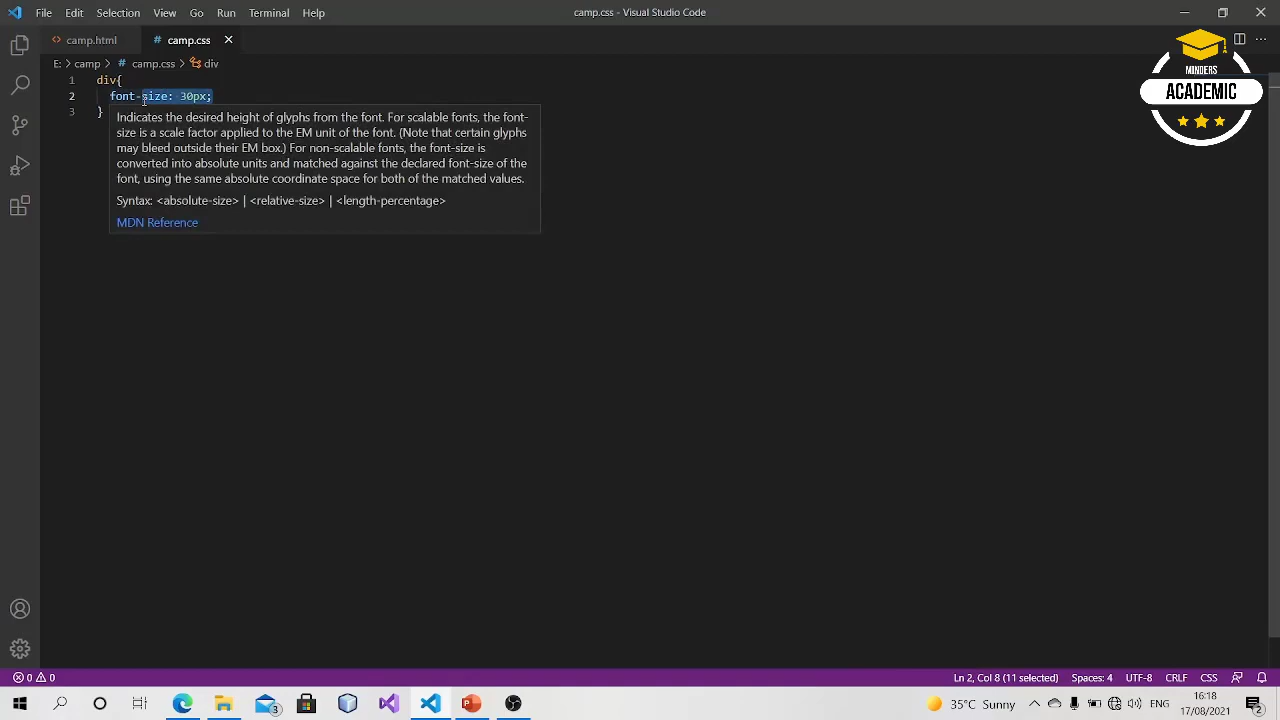 File Edit Selection View Go Run Terminal Help
camp.css - Visual Studio Code
<> camp.html
# camp.css
E: > camp > # camp.css > div
1 div{
2 font-size: 30px;
3 }
Indicates the desired height of glyphs from the font. For scalable fonts, the font-
size is a scale factor applied to the EM unit of the font. (Note that certain glyphs
may bleed outside their EM box.) For non-scalable fonts, the font-size is
converted into absolute units and matched against the declared font-size of the
font, using the same absolute coordinate space for both of the matched values.
Syntax: <absolute-size> | <relative-size> | <length-percentage>
MDN Reference
MINDERS
ACADEMIC
0 0
Ln 2, Col 8 (11 selected) Spaces: 4 UTF-8 CRLF CSS
3
35°C Sunny
ENG
16:18
17/08/2021
2